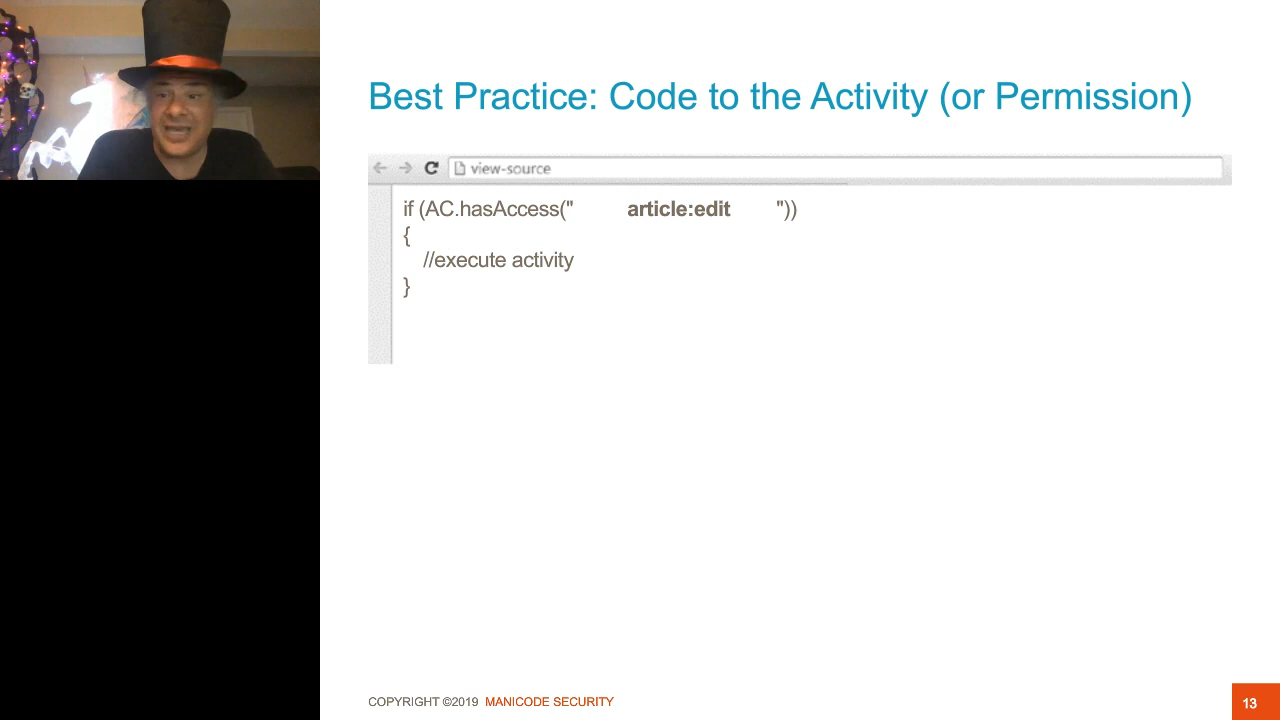 Best Practice: Code to the Activity (or Permission)
view-source
if (AC.hasAccess(" article:edit "))
{
//execute activity
}
COPYRIGHT ©2019 MANICODE SECURITY
13